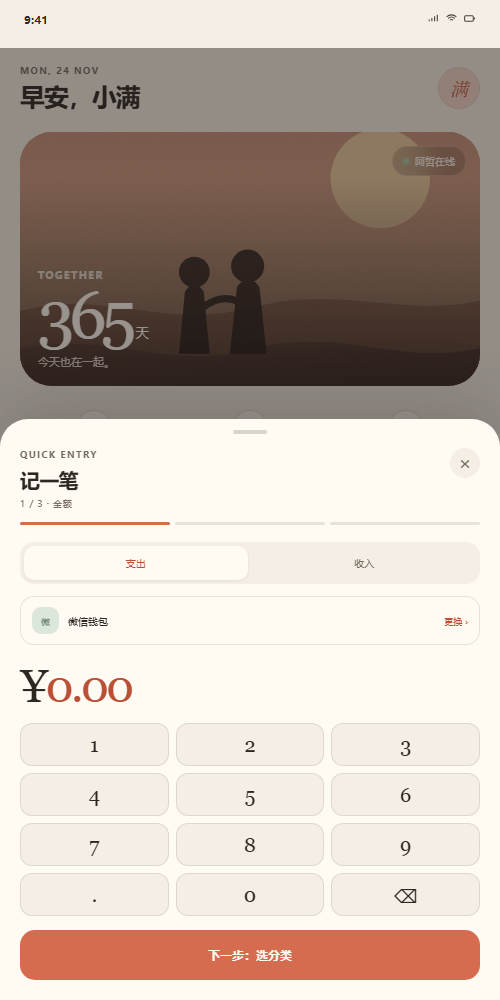 9:41
MON, 24 NOV
早安，小满
满
阿哲在线
TOGETHER
365天
今天也在一起。
QUICK ENTRY
记一笔
1 / 3 · 金额
×
支出
收入
微
微信钱包
更换 ›
¥0.00
1
2
3
4
5
6
7
8
9
.
0
⌫
下一步：选分类